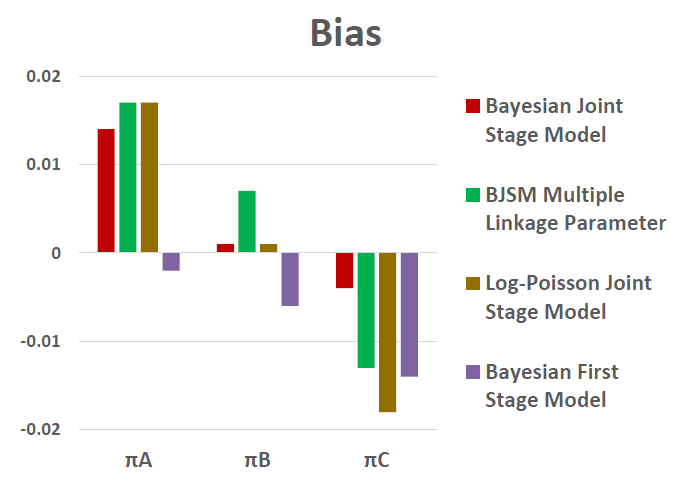 Bias
0.02
0.01
0
-0.01
-0.02
πA
πB
πC
Bayesian Joint
Stage Model
BJSM Multiple
Linkage Parameter
Log-Poisson Joint
Stage Model
Bayesian First
Stage Model